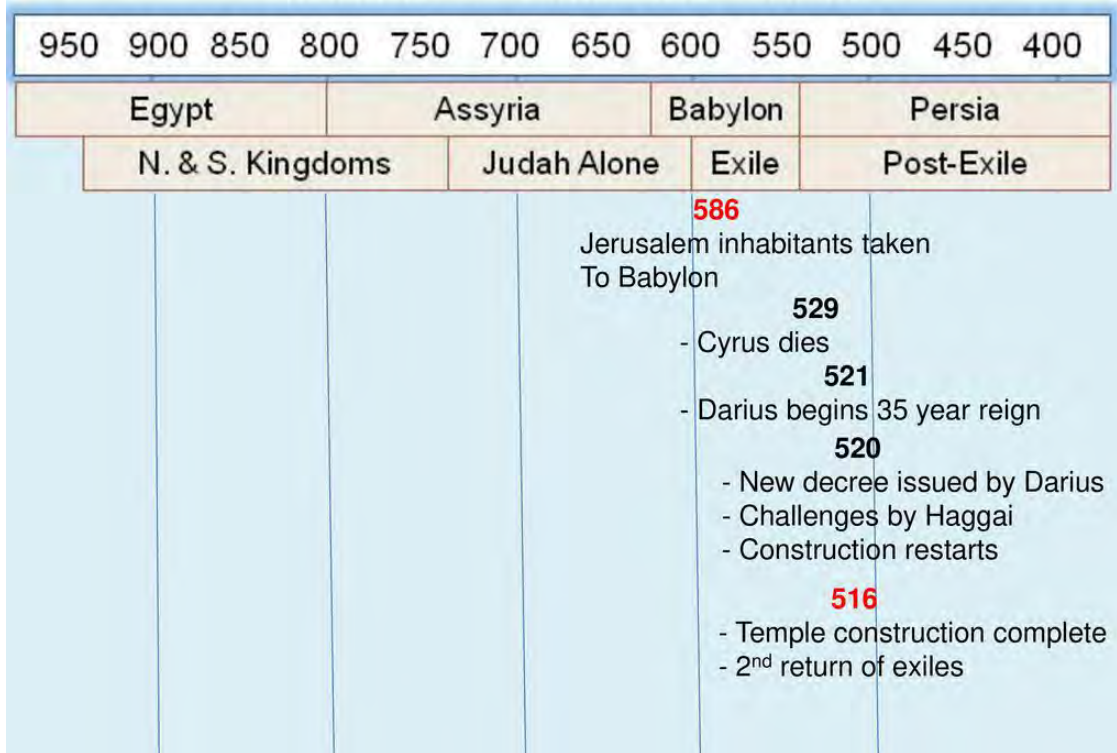 950 900 850 800 750 700 650 600 550 500 450 400
Egypt Assyria Babylon Persia
N. & S. Kingdoms Judah Alone Exile Post-Exile
586
Jerusalem inhabitants taken
To Babylon
529
- Cyrus dies
521
- Darius begins 35 year reign
520
- New decree issued by Darius
- Challenges by Haggai
- Construction restarts
516
- Temple construction complete
- 2nd return of exiles